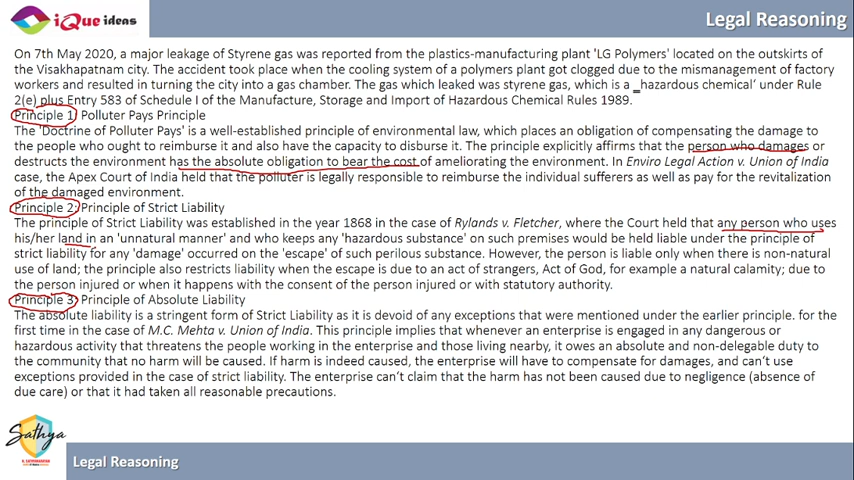 iQue ideas
Legal Reasoning
On 7th May 2020, a major leakage of Styrene gas was reported from the plastics-manufacturing plant 'LG Polymers' located on the outskirts of
the Visakhapatnam city. The accident took place when the cooling system of a polymers plant got clogged due to the mismanagement of factory
workers and resulted in turning the city into a gas chamber. The gas which leaked was styrene gas, which is a ‗hazardous chemical' under Rule
2(e) plus Entry 583 of Schedule I of the Manufacture, Storage and Import of Hazardous Chemical Rules 1989.
Principle 1: Polluter Pays Principle
The 'Doctrine of Polluter Pays' is a well-established principle of environmental law, which places an obligation of compensating the damage to
the people who ought to reimburse it and also have the capacity to disburse it. The principle explicitly affirms that the person who damages or
destructs the environment has the absolute obligation to bear the cost of ameliorating the environment. In Enviro Legal Action v. Union of India
case, the Apex Court of India held that the polluter is legally responsible to reimburse the individual sufferers as well as pay for the revitalization
of the damaged environment.
Principle 2: Principle of Strict Liability
The principle of Strict Liability was established in the year 1868 in the case of Rylands v. Fletcher, where the Court held that any person who uses
his/her land in an 'unnatural manner' and who keeps any 'hazardous substance' on such premises would be held liable under the principle of
strict liability for any 'damage' occurred on the 'escape' of such perilous substance. However, the person is liable only when there is non-natural
use of land; the principle also restricts liability when the escape is due to an act of strangers, Act of God, for example a natural calamity; due to
the person injured or when it happens with the consent of the person injured or with statutory authority.
Principle 3: Principle of Absolute Liability
The absolute liability is a stringent form of Strict Liability as it is devoid of any exceptions that were mentioned under the earlier principle. for the
first time in the case of M.C. Mehta v. Union of India. This principle implies that whenever an enterprise is engaged in any dangerous or
hazardous activity that threatens the people working in the enterprise and those living nearby, it owes an absolute and non-delegable duty to
the community that no harm will be caused. If harm is indeed caused, the enterprise will have to compensate for damages, and can't use
exceptions provided in the case of strict liability. The enterprise can't claim that the harm has not been caused due to negligence (absence of
due care) or that it had taken all reasonable precautions.
Sathya
Legal Reasoning